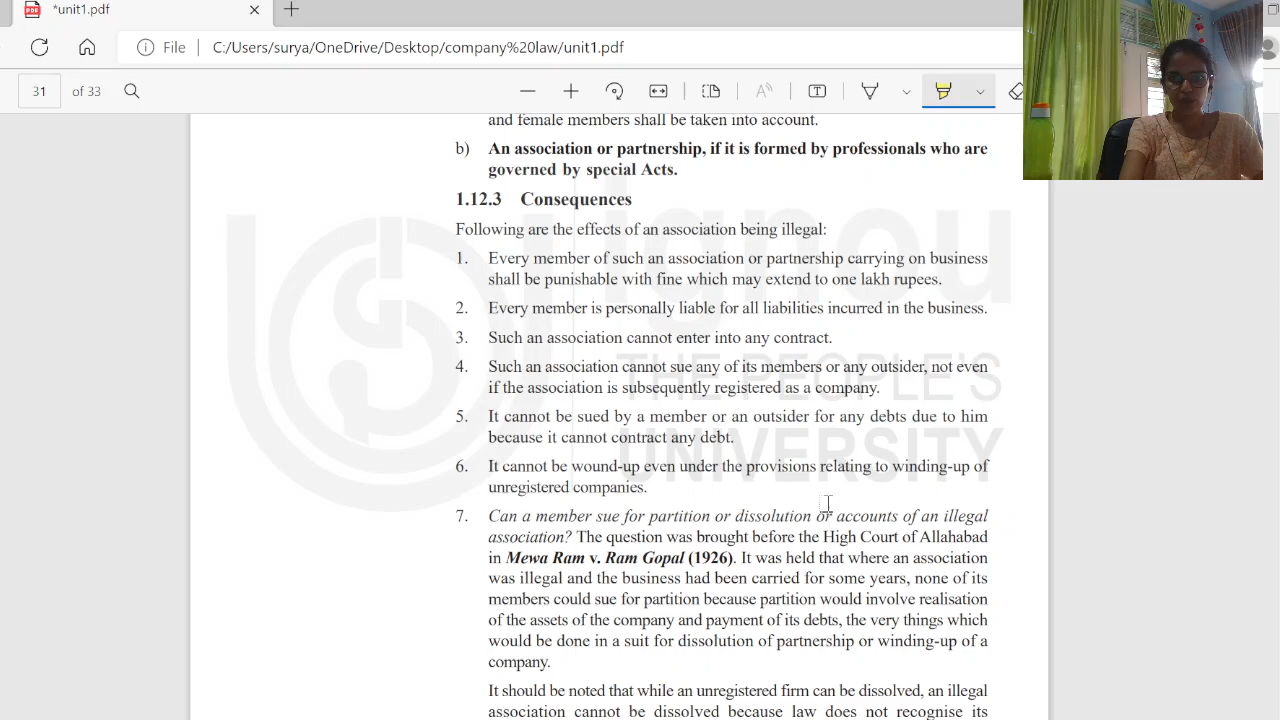 *unit1.pdf
File | C:/Users/surya/OneDrive/Desktop/company%20law/unit1.pdf
31 of 33
and female members shall be taken into account.
b) An association or partnership, if it is formed by professionals who are
governed by special Acts.
1.12.3 Consequences
Following are the effects of an association being illegal:
1. Every member of such an association or partnership carrying on business
shall be punishable with fine which may extend to one lakh rupees.
2. Every member is personally liable for all liabilities incurred in the business.
3. Such an association cannot enter into any contract.
4. Such an association cannot sue any of its members or any outsider, not even
if the association is subsequently registered as a company.
5. It cannot be sued by a member or an outsider for any debts due to him
because it cannot contract any debt.
6. It cannot be wound-up even under the provisions relating to winding-up of
unregistered companies.
7. Can a member sue for partition or dissolution or accounts of an illegal
association? The question was brought before the High Court of Allahabad
in Mewa Ram v. Ram Gopal (1926). It was held that where an association
was illegal and the business had been carried for some years, none of its
members could sue for partition because partition would involve realisation
of the assets of the company and payment of its debts, the very things which
would be done in a suit for dissolution of partnership or winding-up of a
company.
It should be noted that while an unregistered firm can be dissolved, an illegal
association cannot be dissolved because law does not recognise its
ignou
THE PEOPLE'S
UNIVERSITY